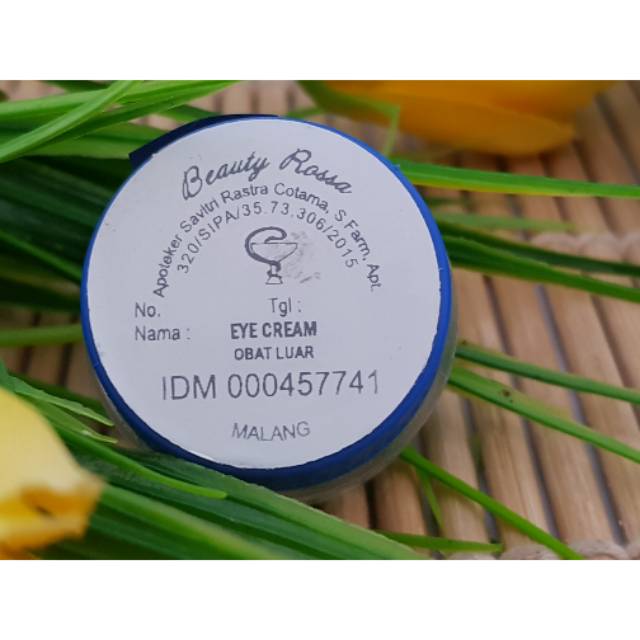 Beauty Rossa
Apoteker Savitri Rastra Cotama, S.Farm, Apt.
320/SIPA/35.73.306/2015
No.
Tgl :
Nama :
EYE CREAM
OBAT LUAR
IDM 000457741
MALANG